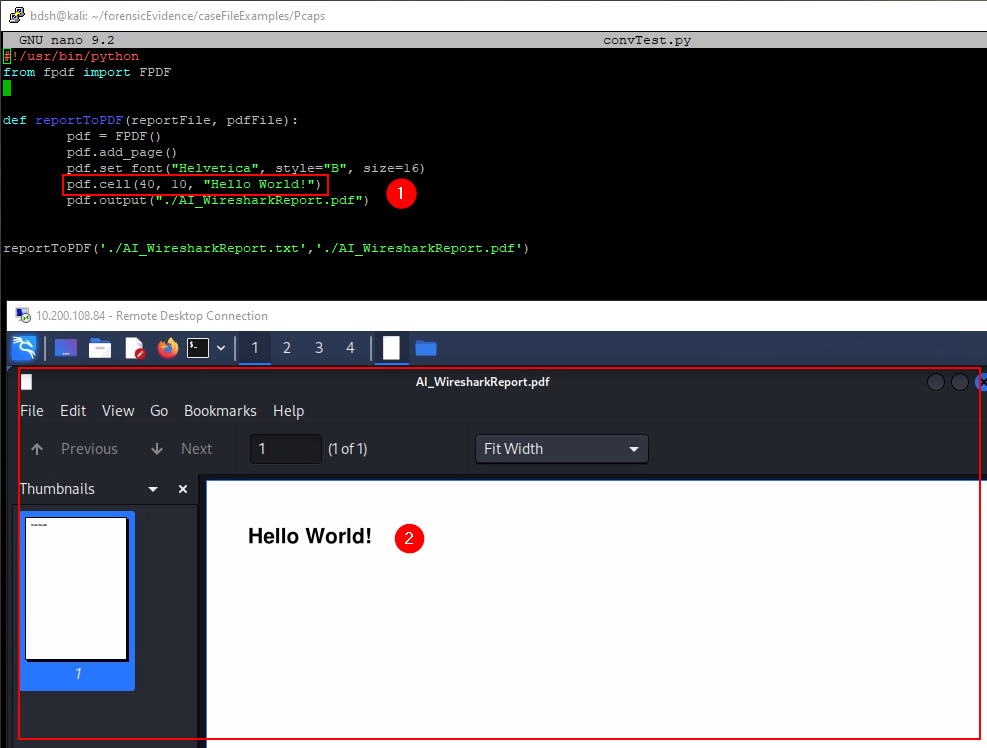 bdsh@kali: ~/forensicEvidence/caseFileExamples/Pcaps
GNU nano 9.2 convTest.py
#!/usr/bin/python
from fpdf import FPDF
def reportToPDF(reportFile, pdfFile):
pdf = FPDF()
pdf.add_page()
pdf.set_font("Helvetica", style="B", size=16)
pdf.cell(40, 10, "Hello World!")
1
pdf.output("./AI_WiresharkReport.pdf")
reportToPDF('./AI_WiresharkReport.txt','./AI_WiresharkReport.pdf')
10.200.108.84 - Remote Desktop Connection
1 2 3 4
AI_WiresharkReport.pdf
File Edit View Go Bookmarks Help
Previous Next 1 (1 of 1) Fit Width
Thumbnails
Hello World! 2
Hello World!
1